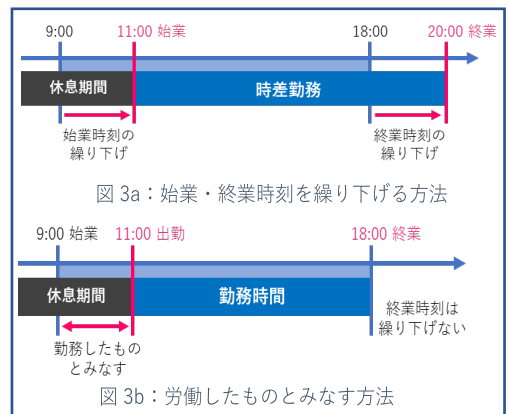 9:00 11:00 始業 18:00 20:00 終業
休息期間 時差勤務
始業時刻の
繰り下げ
終業時刻の
繰り下げ
図 3a：始業・終業時刻を繰り下げる方法
9:00 始業 11:00 出勤 18:00 終業
休息期間 勤務時間
終業時刻は
繰り下げない
勤務したもの
とみなす
図 3b：労働したものとみなす方法